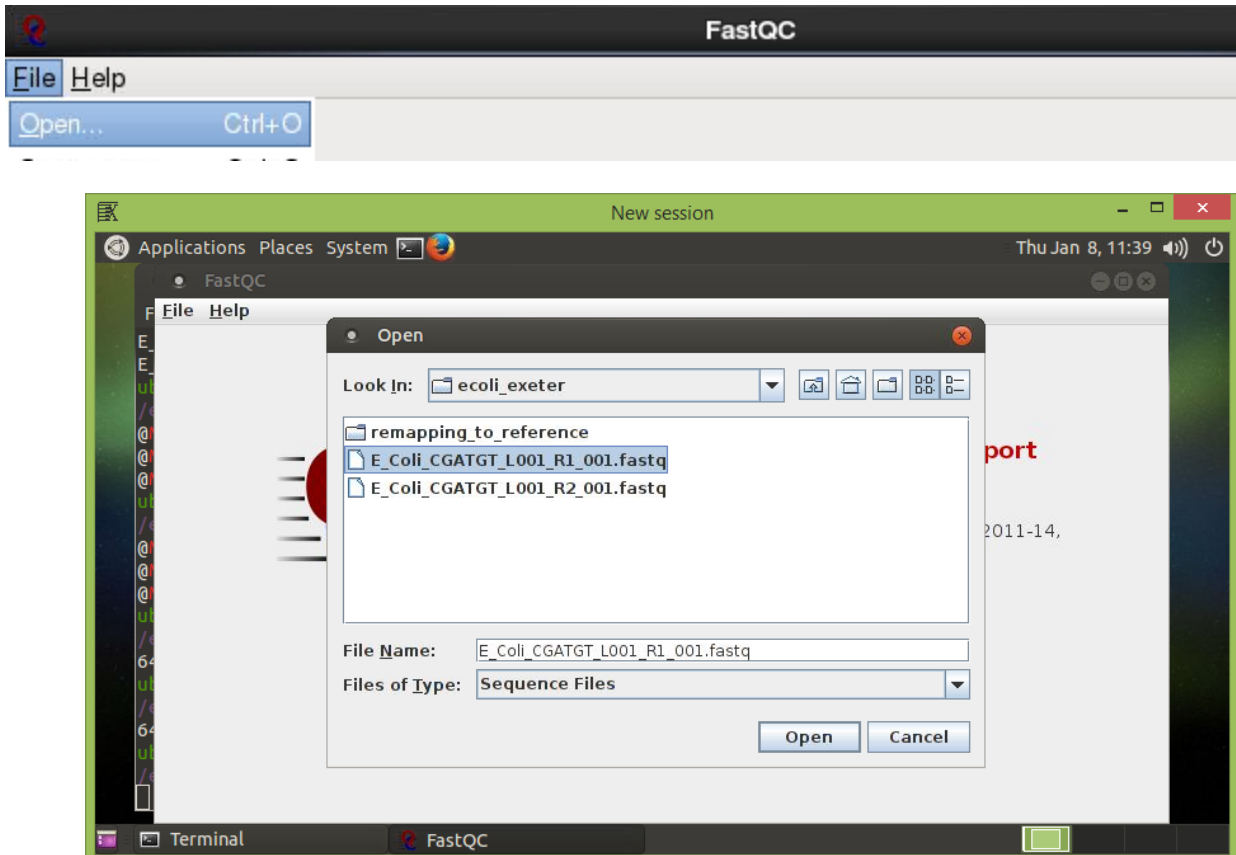 FastQC
File Help
Open... Ctrl+O
New session
Applications Places System Thu Jan 8, 11:39
FastQC
File Help
Open
Look In: ecoli_exeter
remapping_to_reference
E_Coli_CGATGT_L001_R1_001.fastq
E_Coli_CGATGT_L001_R2_001.fastq
port
2011-14,
File Name: E_Coli_CGATGT_L001_R1_001.fastq
Files of Type: Sequence Files
Open Cancel
Terminal FastQC